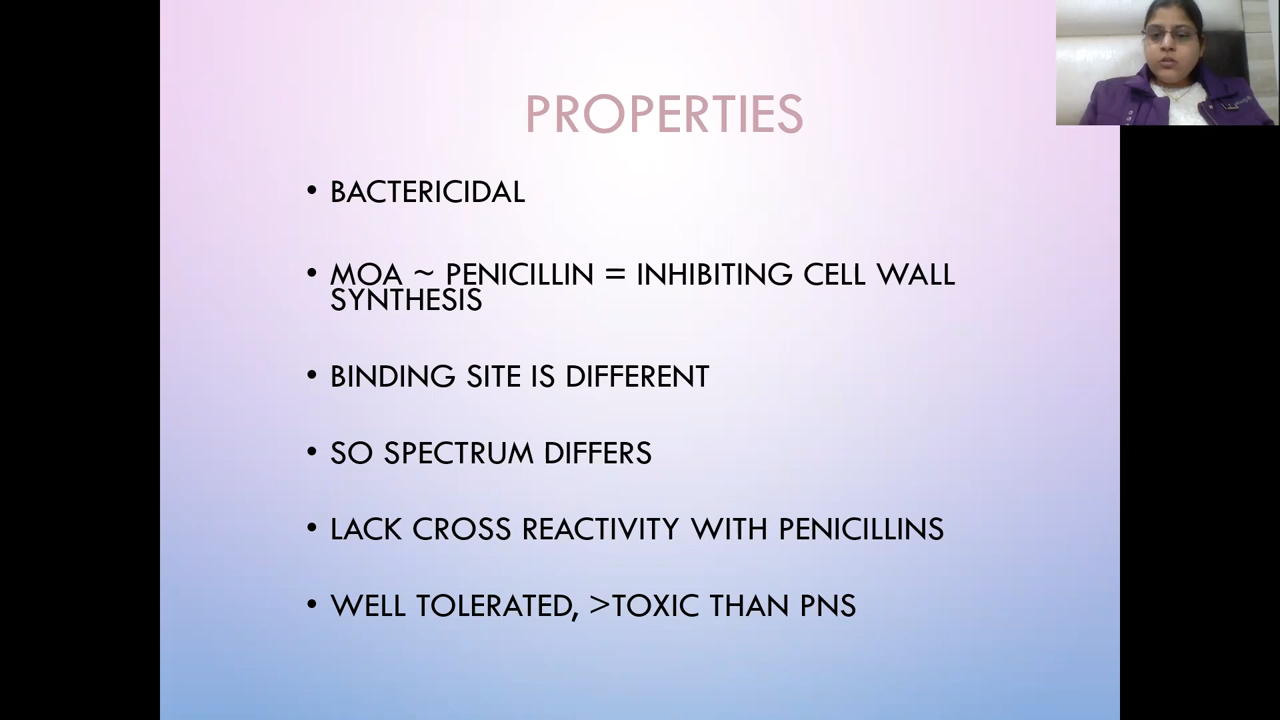 PROPERTIES
• BACTERICIDAL
• MOA ~ PENICILLIN = INHIBITING CELL WALL
SYNTHESIS
• BINDING SITE IS DIFFERENT
• SO SPECTRUM DIFFERS
• LACK CROSS REACTIVITY WITH PENICILLINS
• WELL TOLERATED, >TOXIC THAN PNS